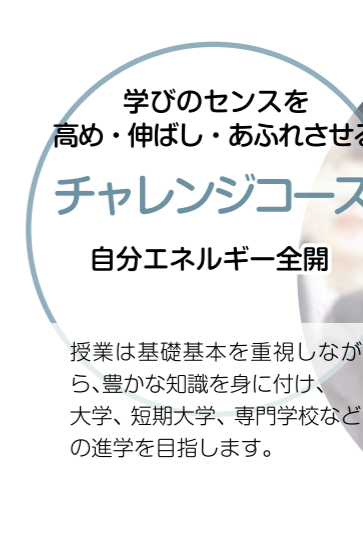 学びのセンスを
高め・伸ばし・あふれさせる
チャレンジコース
自分エネルギー全開
授業は基礎基本を重視しなが
ら、豊かな知識を身に付け、
大学、短期大学、専門学校など
の進学を目指します。